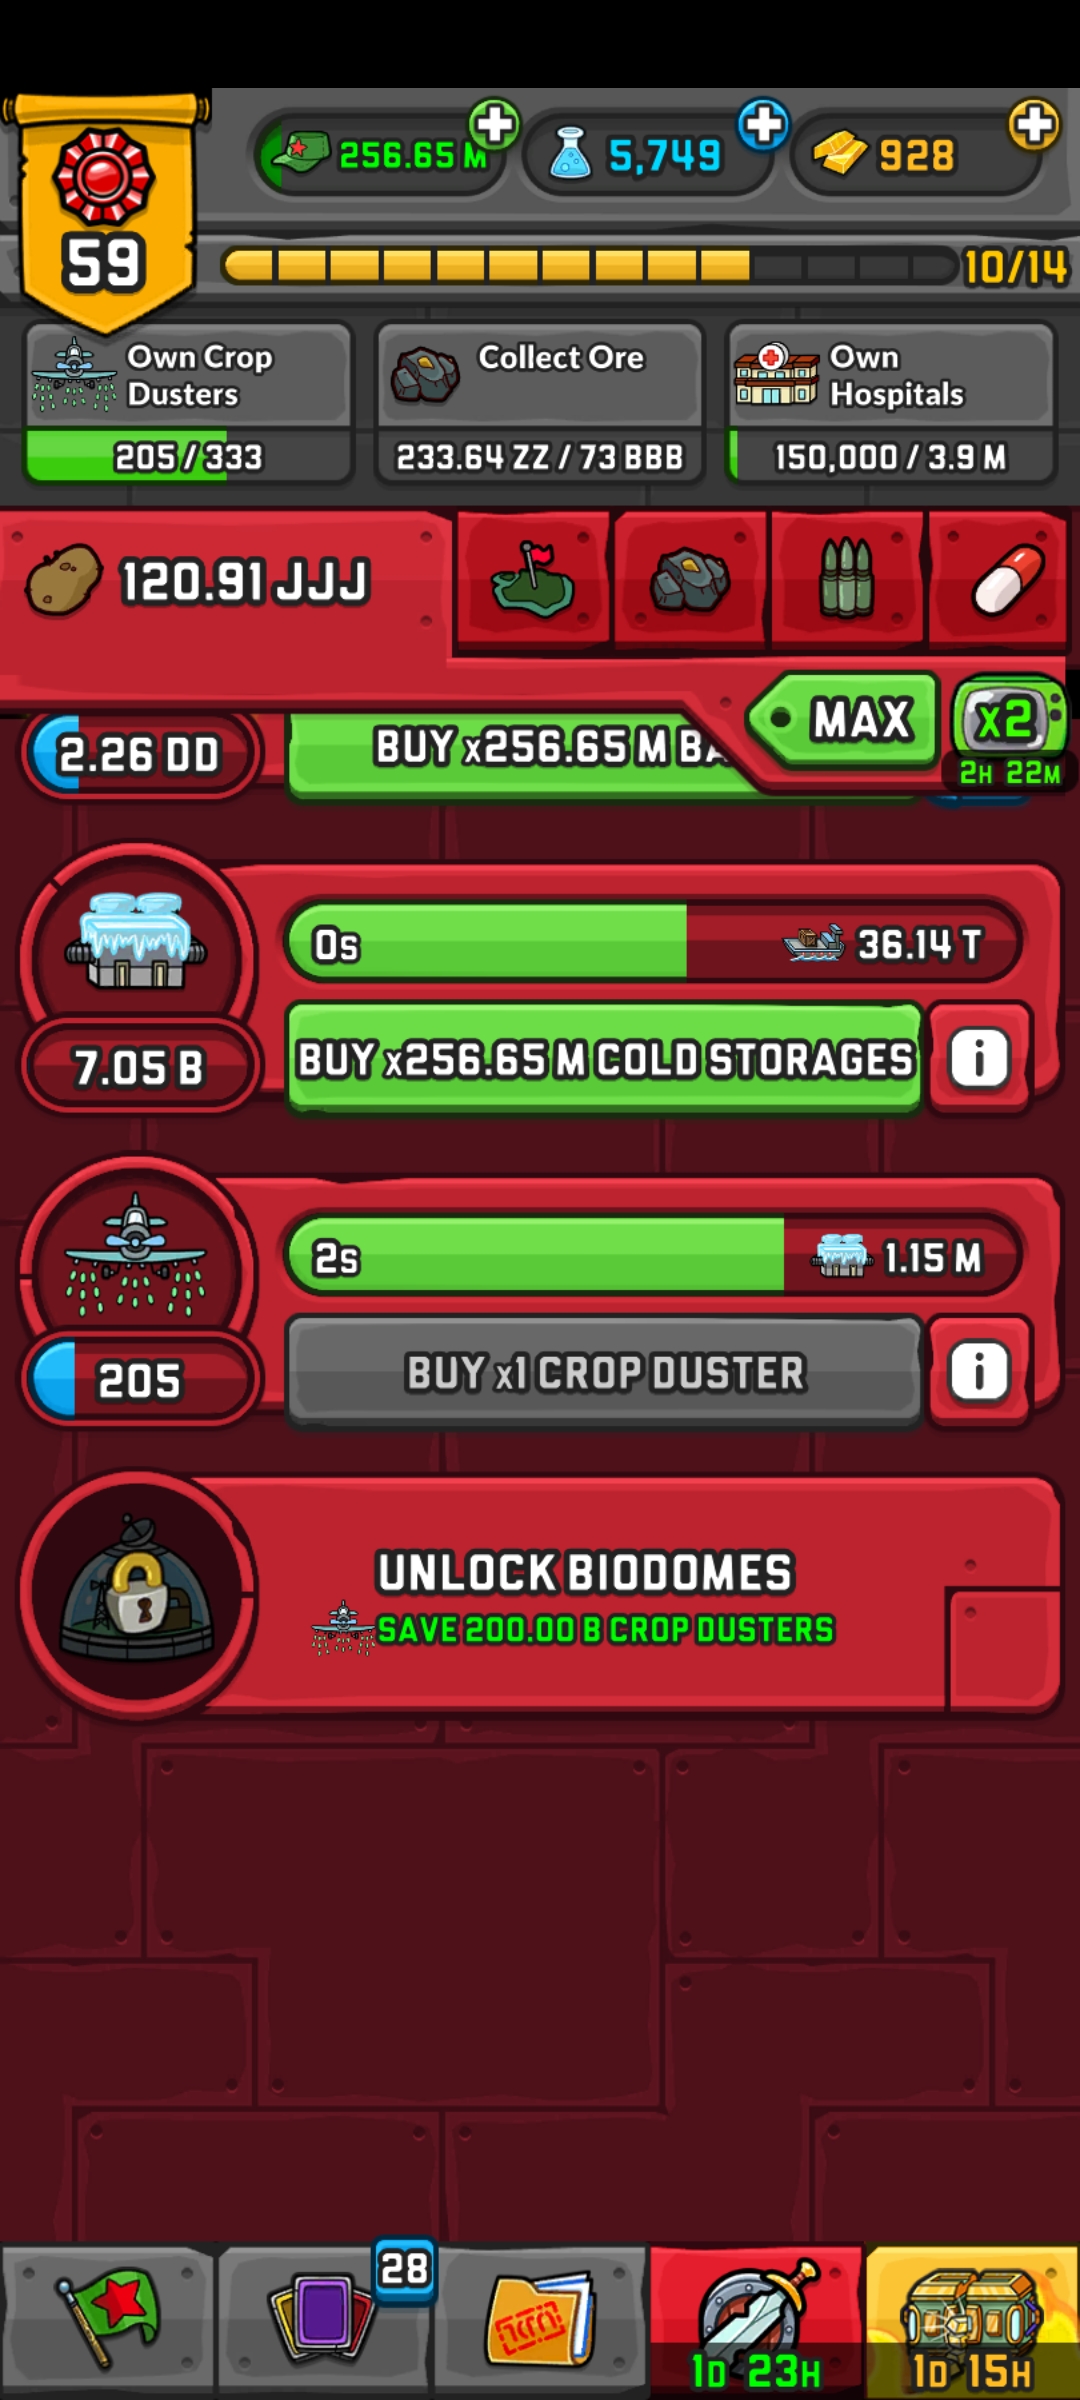 256.65 M
5,749
928
59
10/14
Own Crop
Dusters
205/333
Collect Ore
233.64 ZZ / 73 BBB
Own
Hospitals
150,000 / 3.9 M
120.91 JJJ
MAX
x2
2H 22M
2.26 DD
BUY x256.65 M BA
0s
36.14 T
7.05 B
BUY x256.65 M COLD STORAGES
i
2s
1.15 M
205
BUY x1 CROP DUSTER
i
UNLOCK BIODOMES
SAVE 200.00 B CROP DUSTERS
28
1D 23H
1D 15H